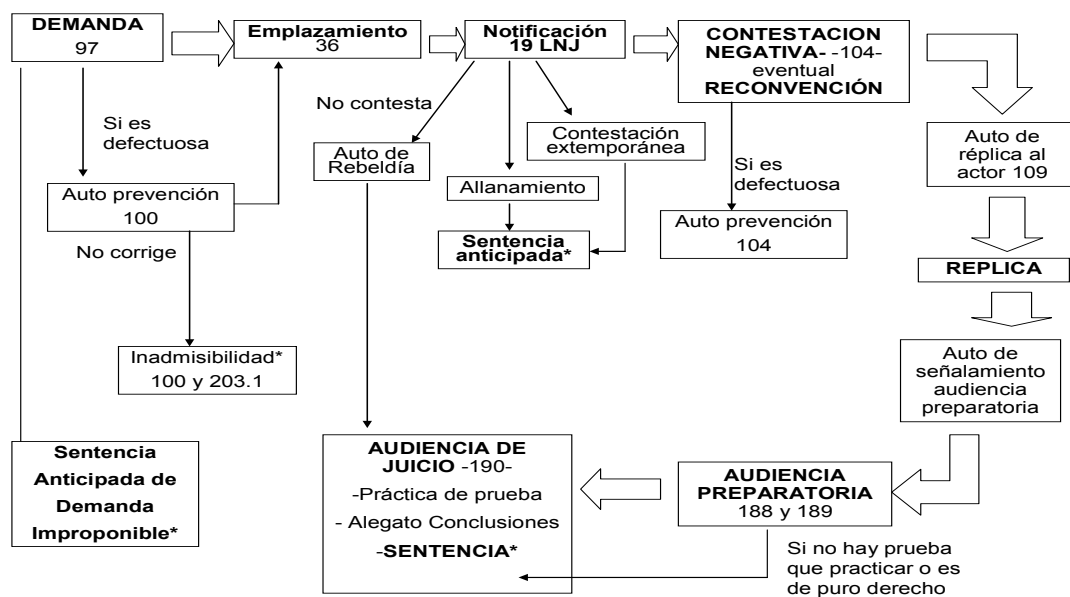 DEMANDA
97
Emplazamiento
36
Notificación
19 LNJ
CONTESTACION
NEGATIVA- -104-
eventual
RECONVENCIÓN
No contesta
Si es
defectuosa
Auto de
Rebeldía
Contestación
extemporánea
Auto de
réplica al
actor 109
Allanamiento
Si es
defectuosa
Auto prevención
100
Auto prevención
104
Sentencia
anticipada*
No corrige
REPLICA
Inadmisibilidad*
100 y 203.1
Auto de
señalamiento
audiencia
preparatoria
Sentencia
Anticipada de
Demanda
Improponible*
AUDIENCIA DE
JUICIO -190-
-Práctica de prueba
- Alegato Conclusiones
-SENTENCIA*
AUDIENCIA
PREPARATORIA
188 y 189
Si no hay prueba
que practicar o es
de puro derecho